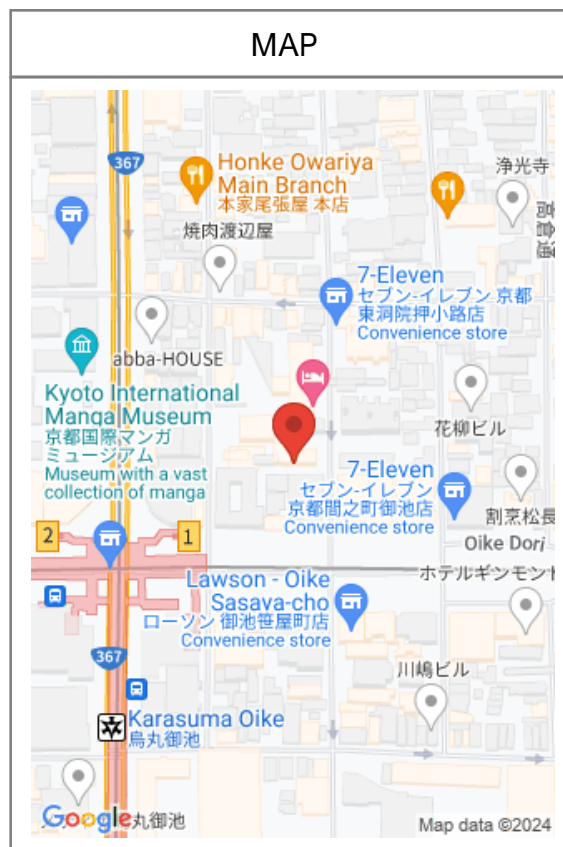 MAP
367
Honke Owariya
Main Branch
本家尾張屋 本店
浄光寺
高倉通
焼肉渡辺屋
7-Eleven
セブン-イレブン 京都
東洞院押小路店
Convenience store
abba-HOUSE
Kyoto International
Manga Museum
京都国際マンガ
ミュージアム
Museum with a vast
collection of manga
花柳ビル
7-Eleven
セブン-イレブン
京都間之町御池店
Convenience store
割烹松長
Oike Dori
2
1
ホテルギンモンド
Lawson - Oike
Sasaya-cho
ローソン 御池笹屋町店
Convenience store
367
川嶋ビル
Karasuma Oike
烏丸御池
Google
丸御池
Map data ©2024